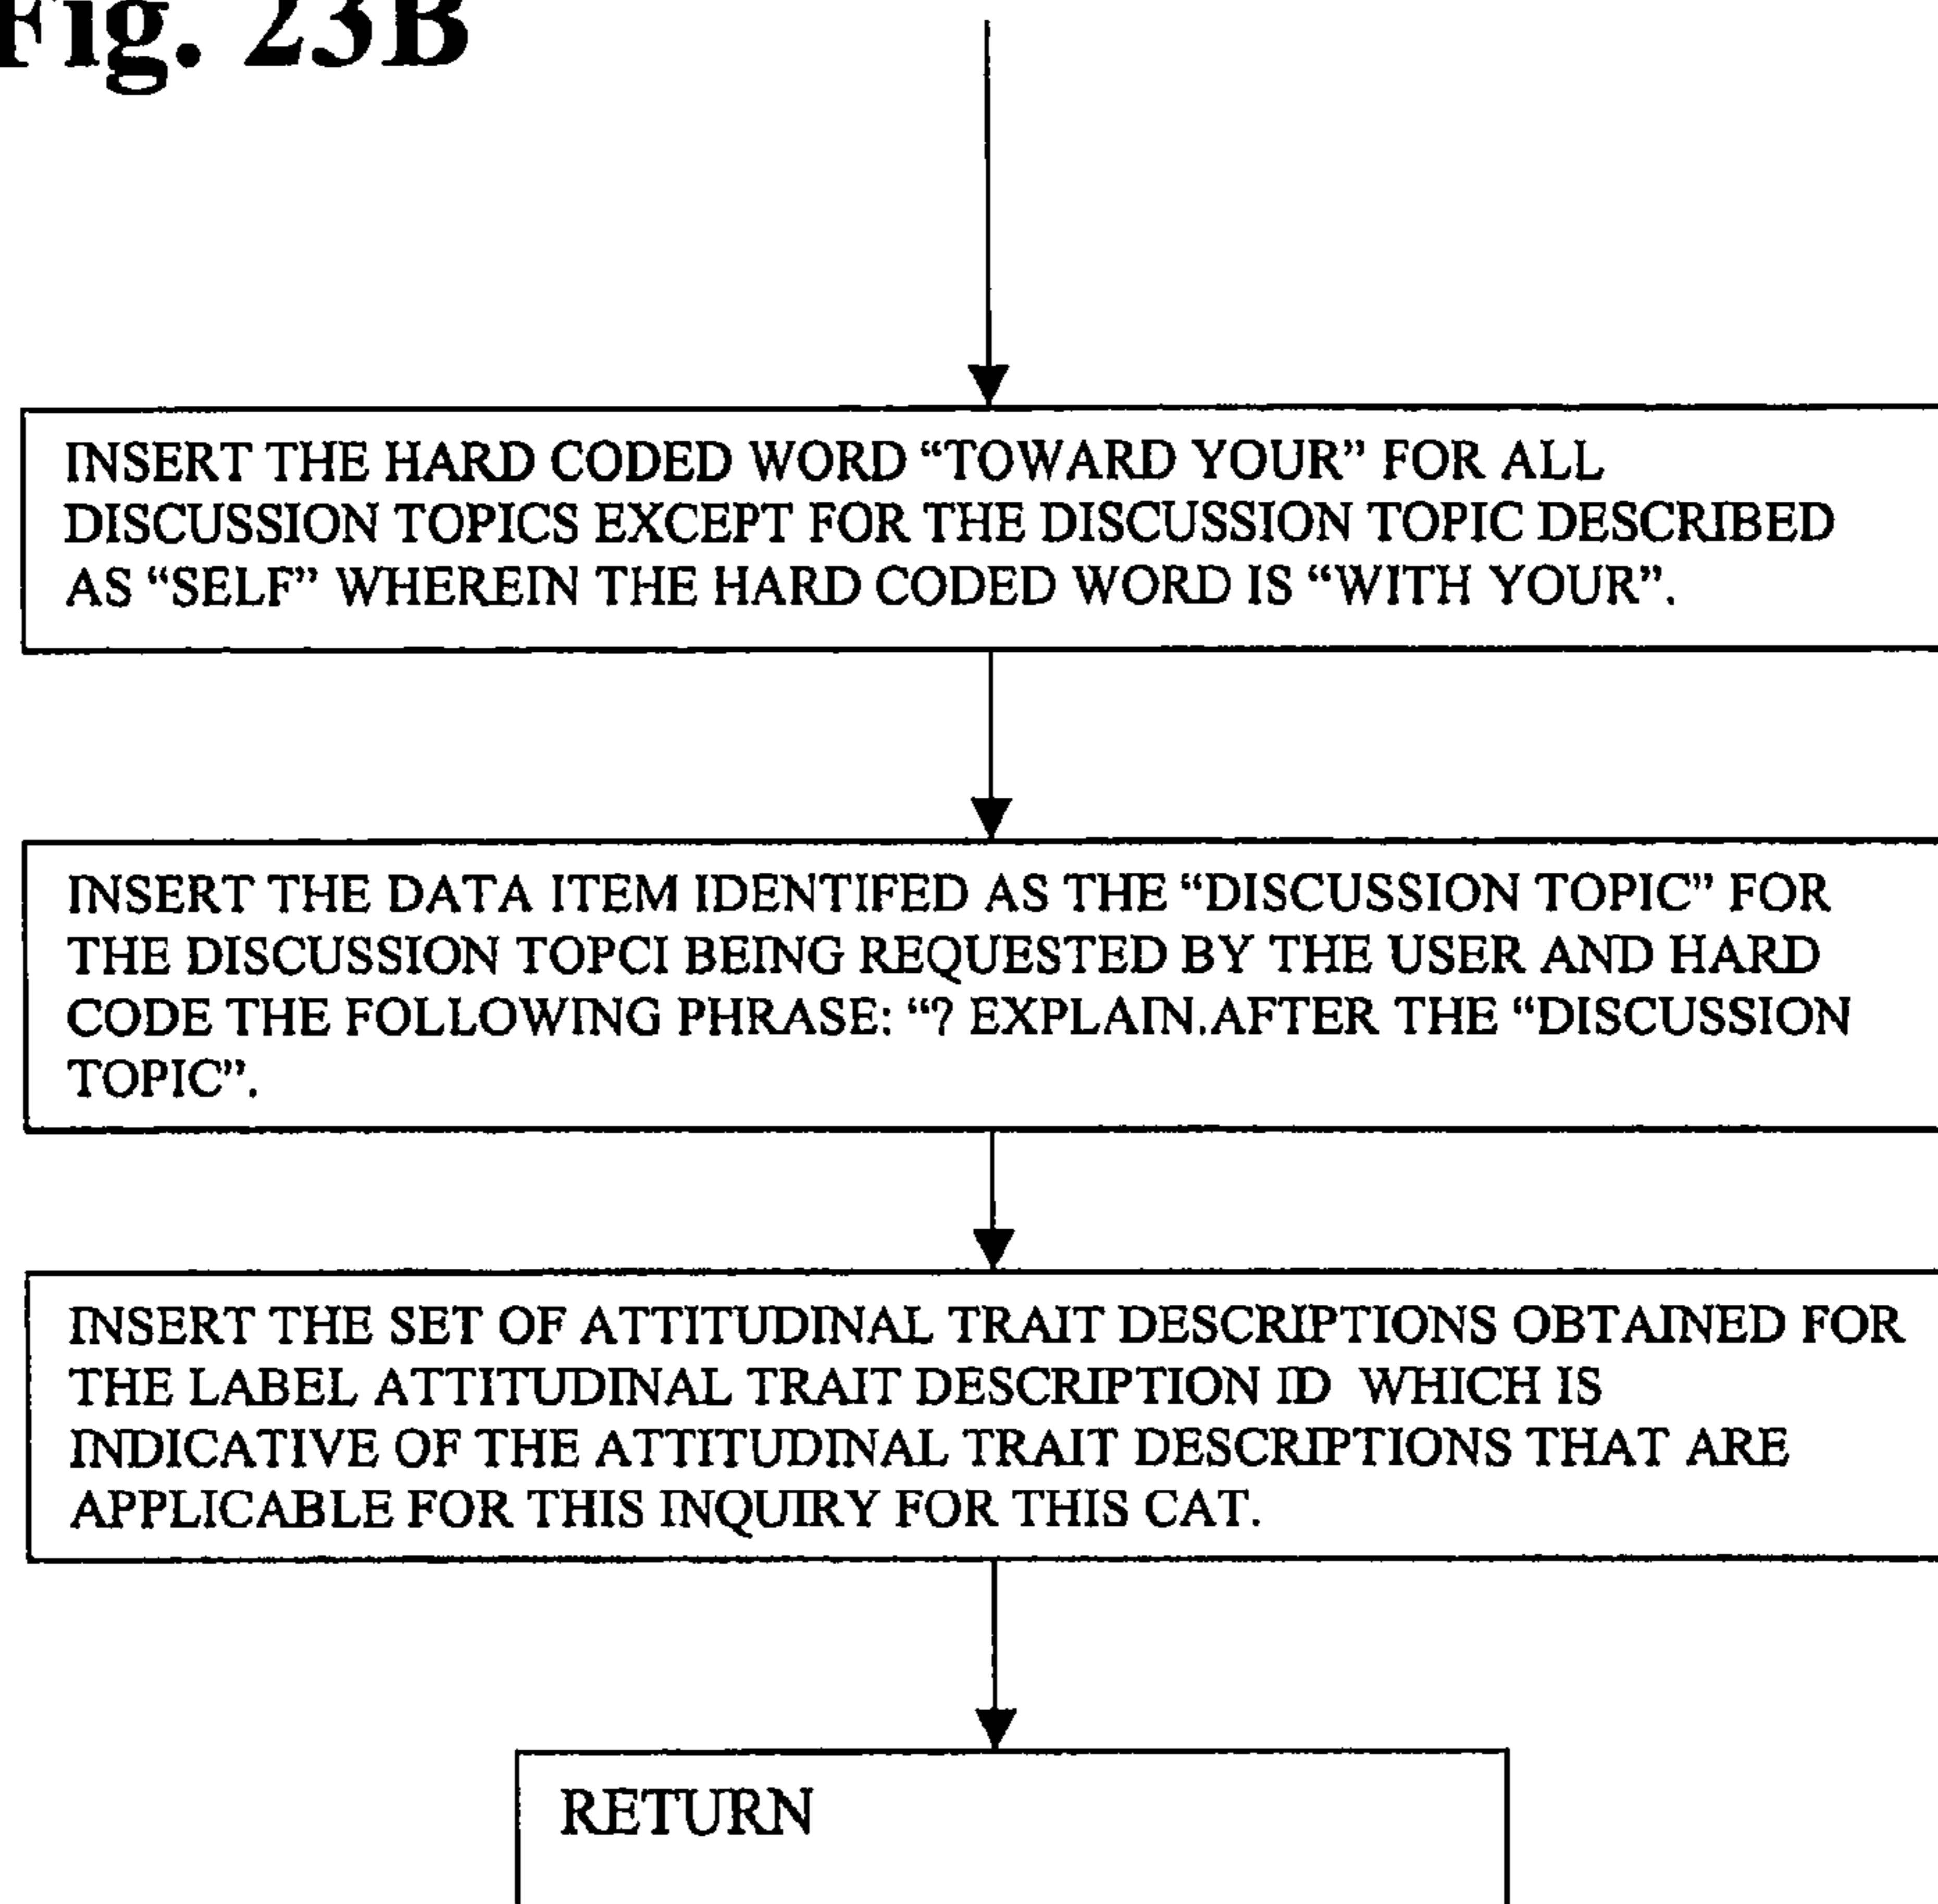 Fig. 23B
INSERT THE HARD CODED WORD “TOWARD YOUR” FOR ALL
DISCUSSION TOPICS EXCEPT FOR THE DISCUSSION TOPIC DESCRIBED
AS “SELF” WHEREIN THE HARD CODED WORD IS “WITH YOUR”.
INSERT THE DATA ITEM IDENTIFED AS THE “DISCUSSION TOPIC” FOR
THE DISCUSSION TOPCI BEING REQUESTED BY THE USER AND HARD
CODE THE FOLLOWING PHRASE: “? EXPLAIN.AFTER THE “DISCUSSION
TOPIC”.
INSERT THE SET OF ATTITUDINAL TRAIT DESCRIPTIONS OBTAINED FOR
THE LABEL ATTITUDINAL TRAIT DESCRIPTION ID WHICH IS
INDICATIVE OF THE ATTITUDINAL TRAIT DESCRIPTIONS THAT ARE
APPLICABLE FOR THIS INQUIRY FOR THIS CAT.
RETURN